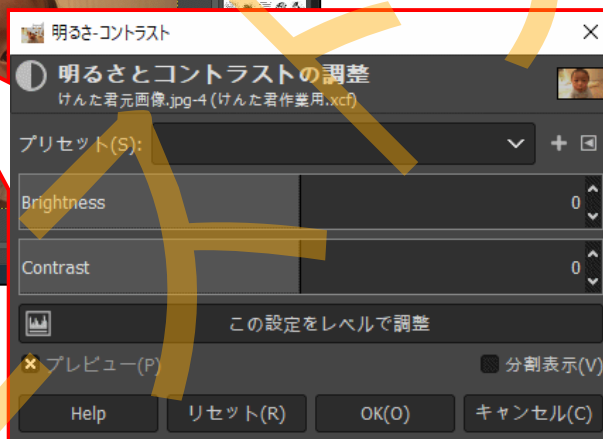 明るさ-コントラスト
明るさとコントラストの調整
けんた君元画像.jpg-4 (けんた君作業用.xcf)
プリセット(S):
Brightness 0
Contrast 0
この設定をレベルで調整
プレビュー(P) 分割表示(V)
Help リセット(R) OK(O) キャンセル(C)